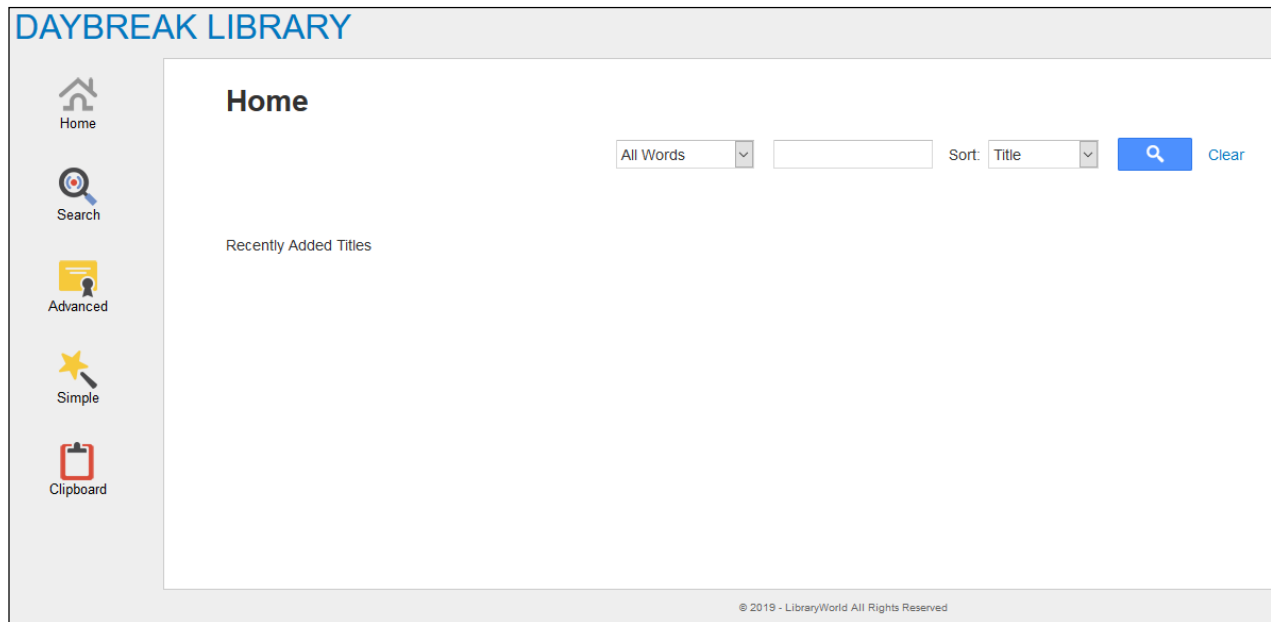 DAYBREAK LIBRARY
Home
Home
All Words
Sort:
Title
Clear
Search
Recently Added Titles
Advanced
Simple
Clipboard
© 2019 - LibraryWorld All Rights Reserved